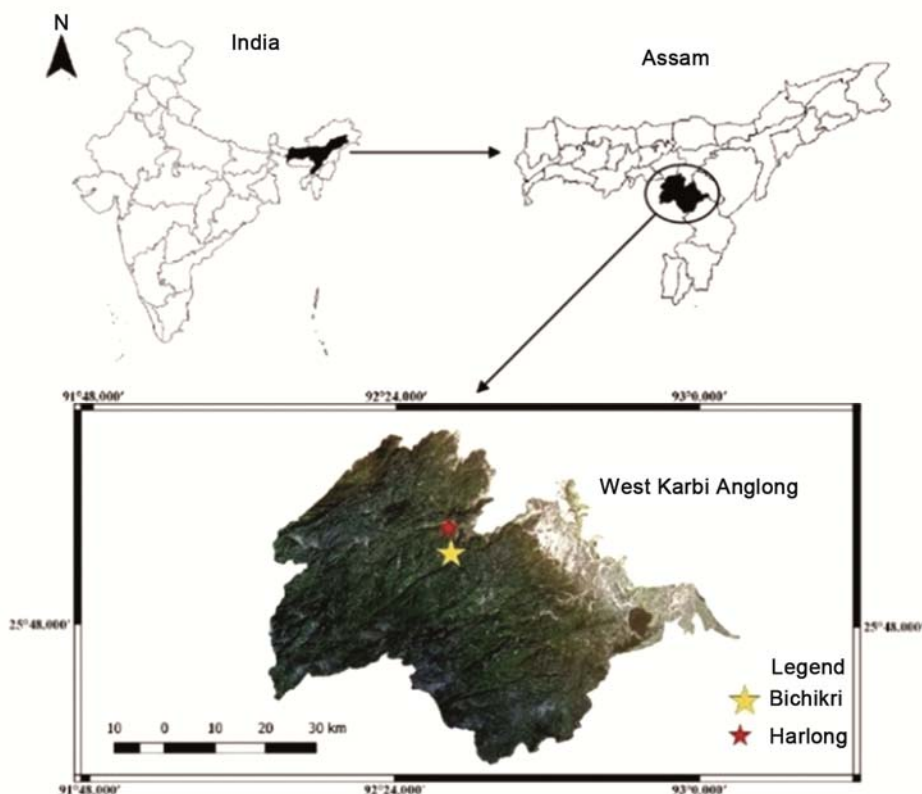 N
India
Assam
91°48.000′ 92°24.000′ 93°0.000′
West Karbi Anglong
25°48.000′ 25°48.000′
Legend
Bichikri
Harlong
10 0 10 20 30 km
91°48.000′ 92°24.000′ 93°0.000′